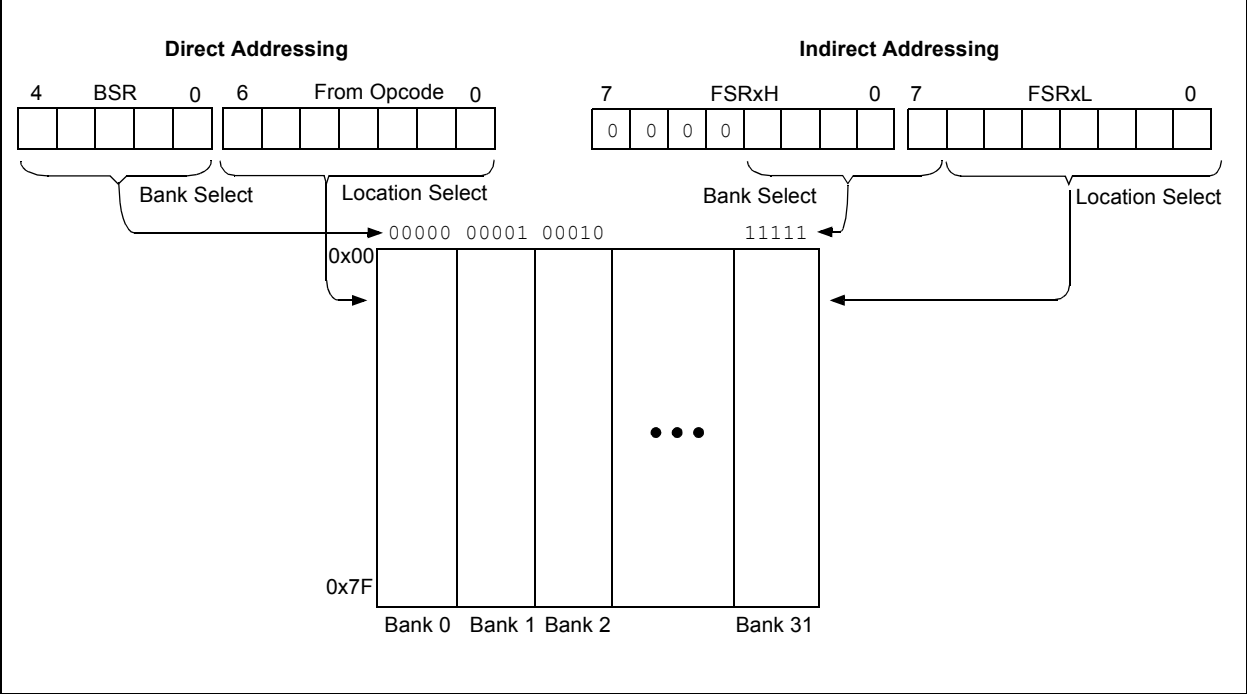 Direct Addressing
Indirect Addressing
4 BSR 0 6 From Opcode 0
7 FSRxH 0 7 FSRxL 0
0 0 0 0
Bank Select
Location Select
Bank Select
Location Select
00000 00001 00010 11111
0x00
0x7F
Bank 0 Bank 1 Bank 2 Bank 31